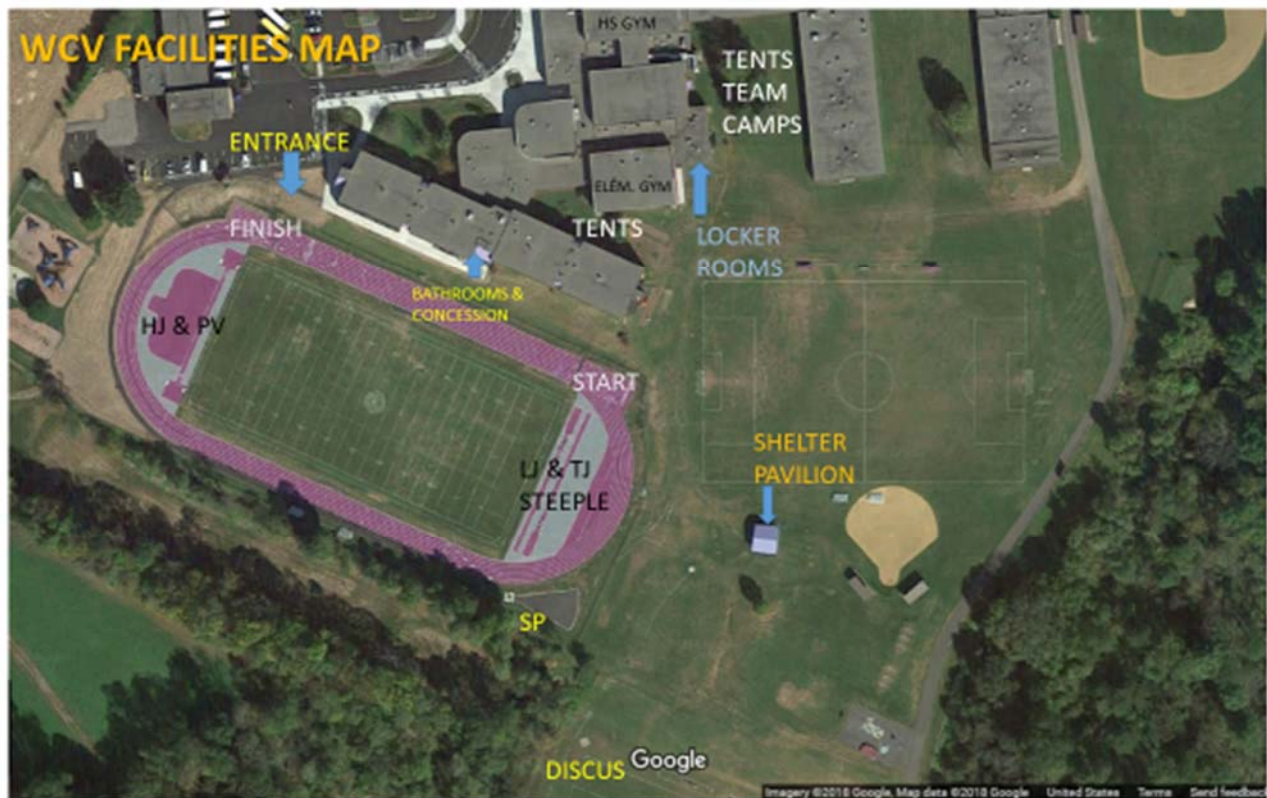 WCV FACILITIES MAP
HS GYM
TENTS
TEAM
CAMPS
ENTRANCE
ELÉM. GYM
FINISH
TENTS
LOCKER
ROOMS
BATHROOMS &
CONCESSION
HJ & PV
START
SHELTER
PAVILION
LJ & TJ
STEEPLE
SP
DISCUS
Google
Imagery ©2018 Google, Map data ©2018 Google United States Terms Send feedback